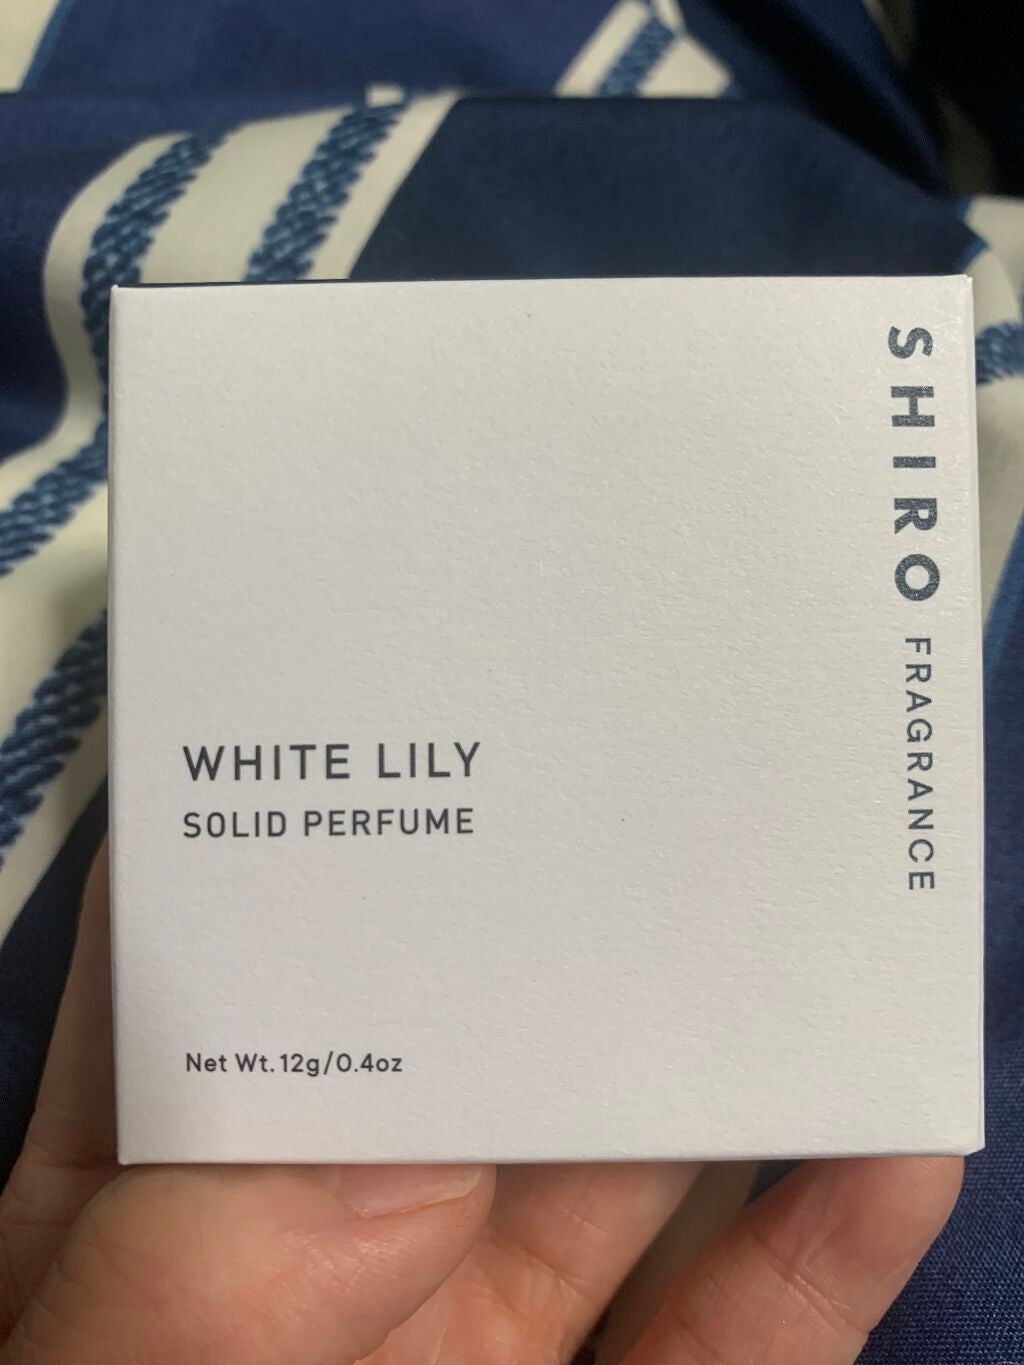 SHIRO FRAGRANCE
WHITE LILY
SOLID PERFUME
Net Wt. 12g/0.4oz